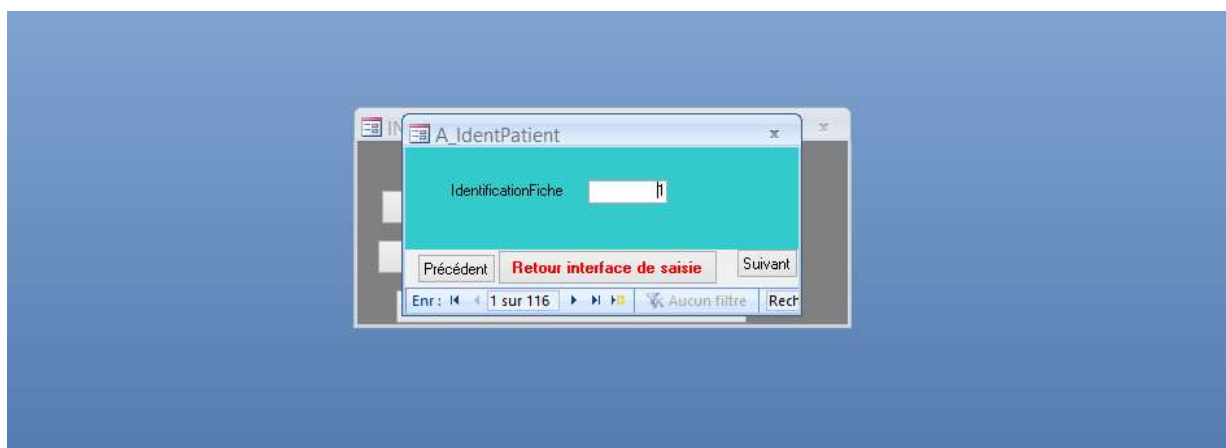 A_IdentPatient
IdentificationFiche 1
Précédent Retour interface de saisie Suivant
Enr : 1 sur 116 Aucun filtre Rech